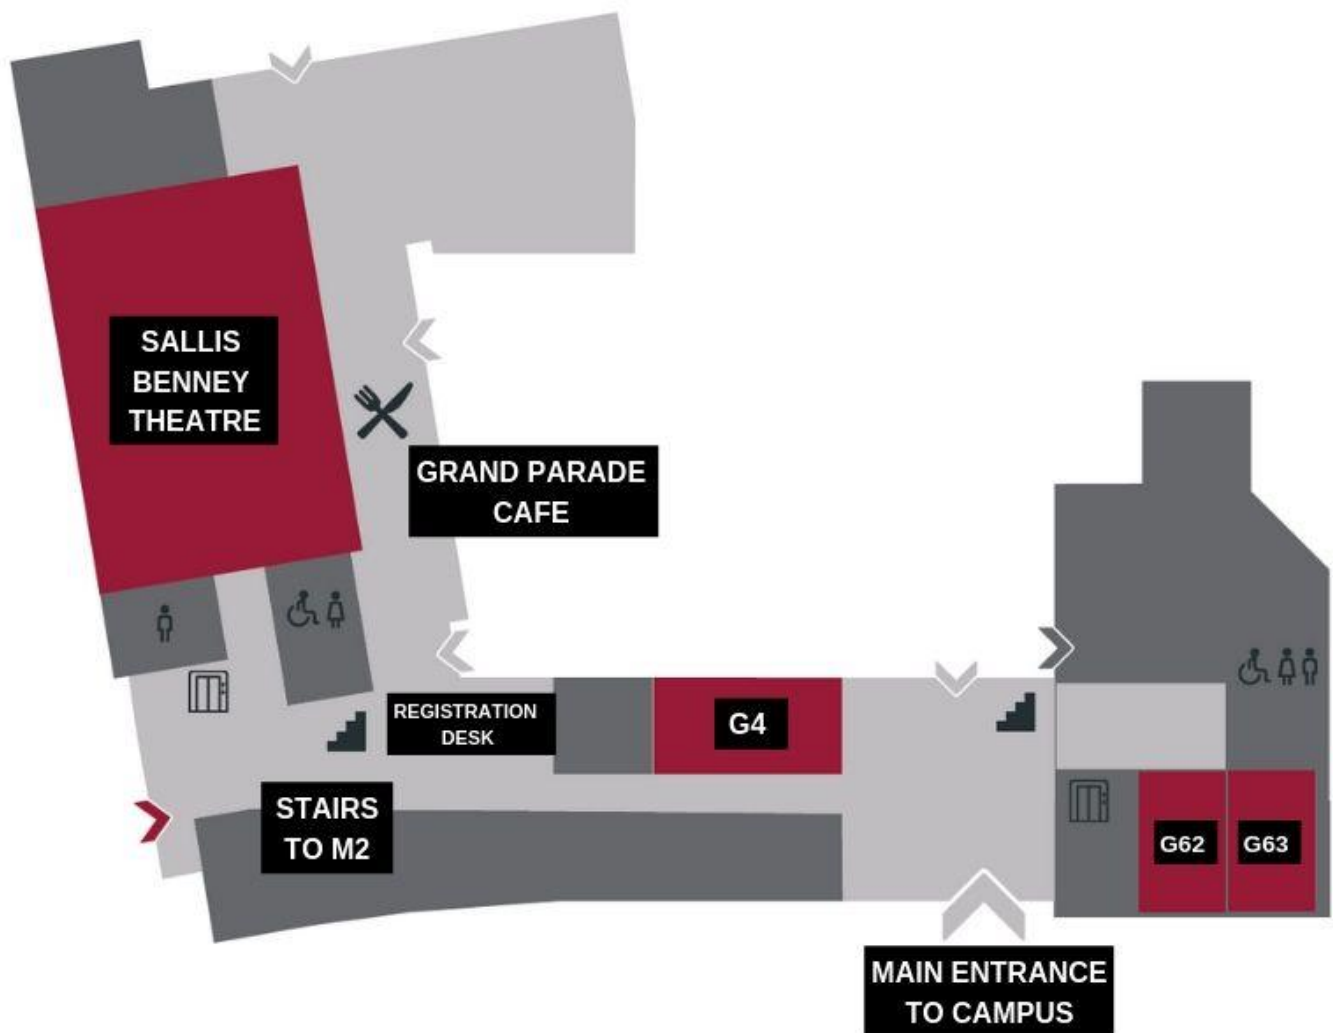 SALLIS
BENNEY
THEATRE
GRAND PARADE
CAFE
REGISTRATION
DESK
G4
STAIRS
TO M2
G62
G63
MAIN ENTRANCE
TO CAMPUS